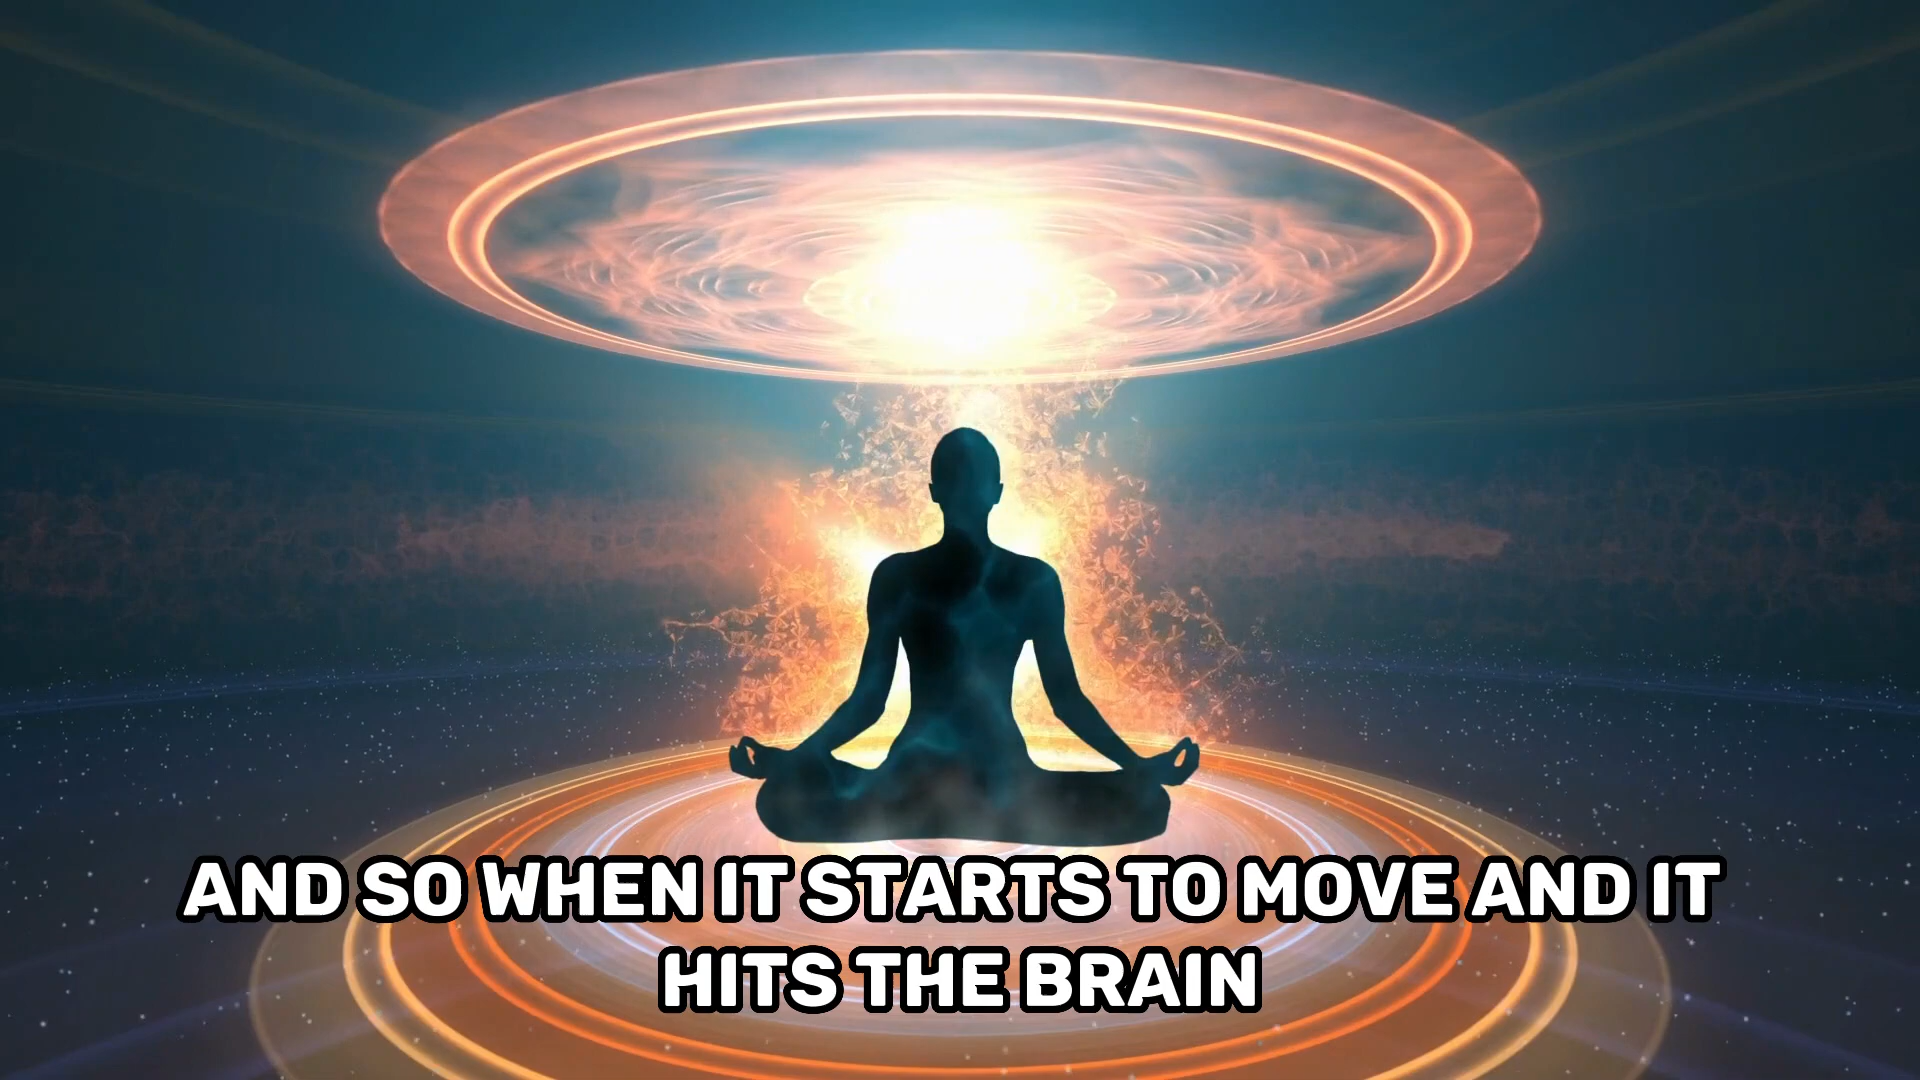 AND SO WHEN IT STARTS TO MOVE AND IT
HITS THE BRAIN